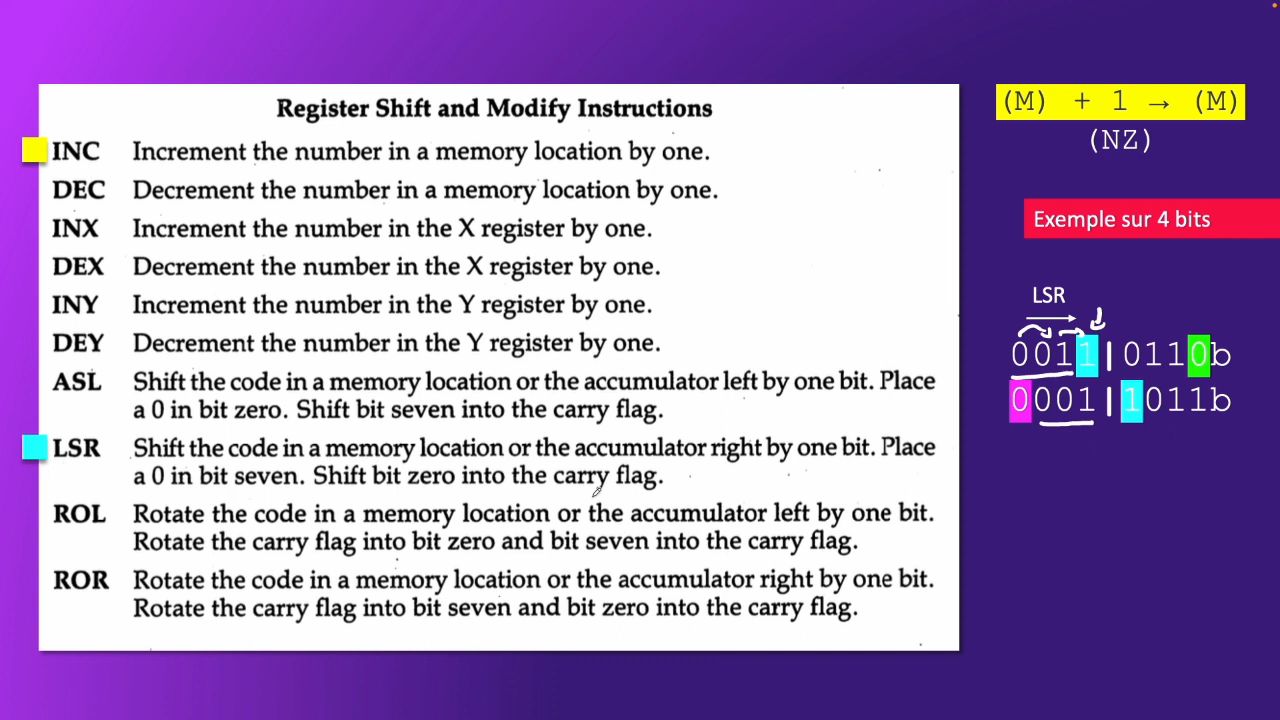 Register Shift and Modify Instructions
INC Increment the number in a memory location by one.
DEC Decrement the number in a memory location by one.
INX Increment the number in the X register by one.
DEX Decrement the number in the X register by one.
INY Increment the number in the Y register by one.
DEY Decrement the number in the Y register by one.
ASL Shift the code in a memory location or the accumulator left by one bit. Place
a 0 in bit zero. Shift bit seven into the carry flag.
LSR Shift the code in a memory location or the accumulator right by one bit. Place
a 0 in bit seven. Shift bit zero into the carry flag.
ROL Rotate the code in a memory location or the accumulator left by one bit.
Rotate the carry flag into bit zero and bit seven into the carry flag.
ROR Rotate the code in a memory location or the accumulator right by one bit.
Rotate the carry flag into bit seven and bit zero into the carry flag.
(M) + 1 → (M)
(NZ)
Exemple sur 4 bits
LSR
0011|0110b
0001|1011b